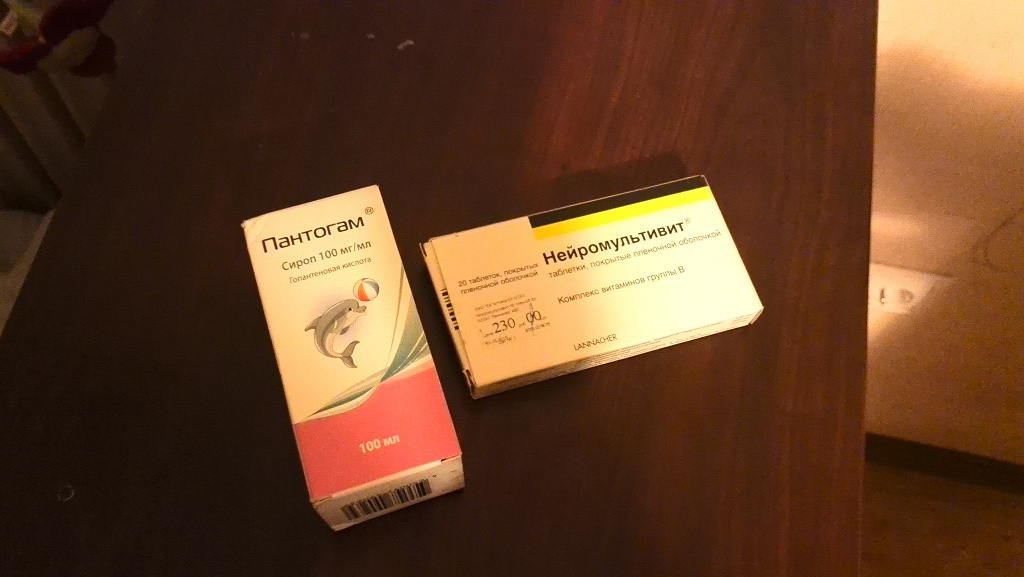 Пантогам®
Сироп 100 мг/мл
Гопантеновая кислота
100 мл
Нейромультивит®
таблетки, покрытые пленочной оболочкой
20 таблеток, покрытых
пленочной оболочкой
Комплекс витаминов группы B
230 00
LANNACHER